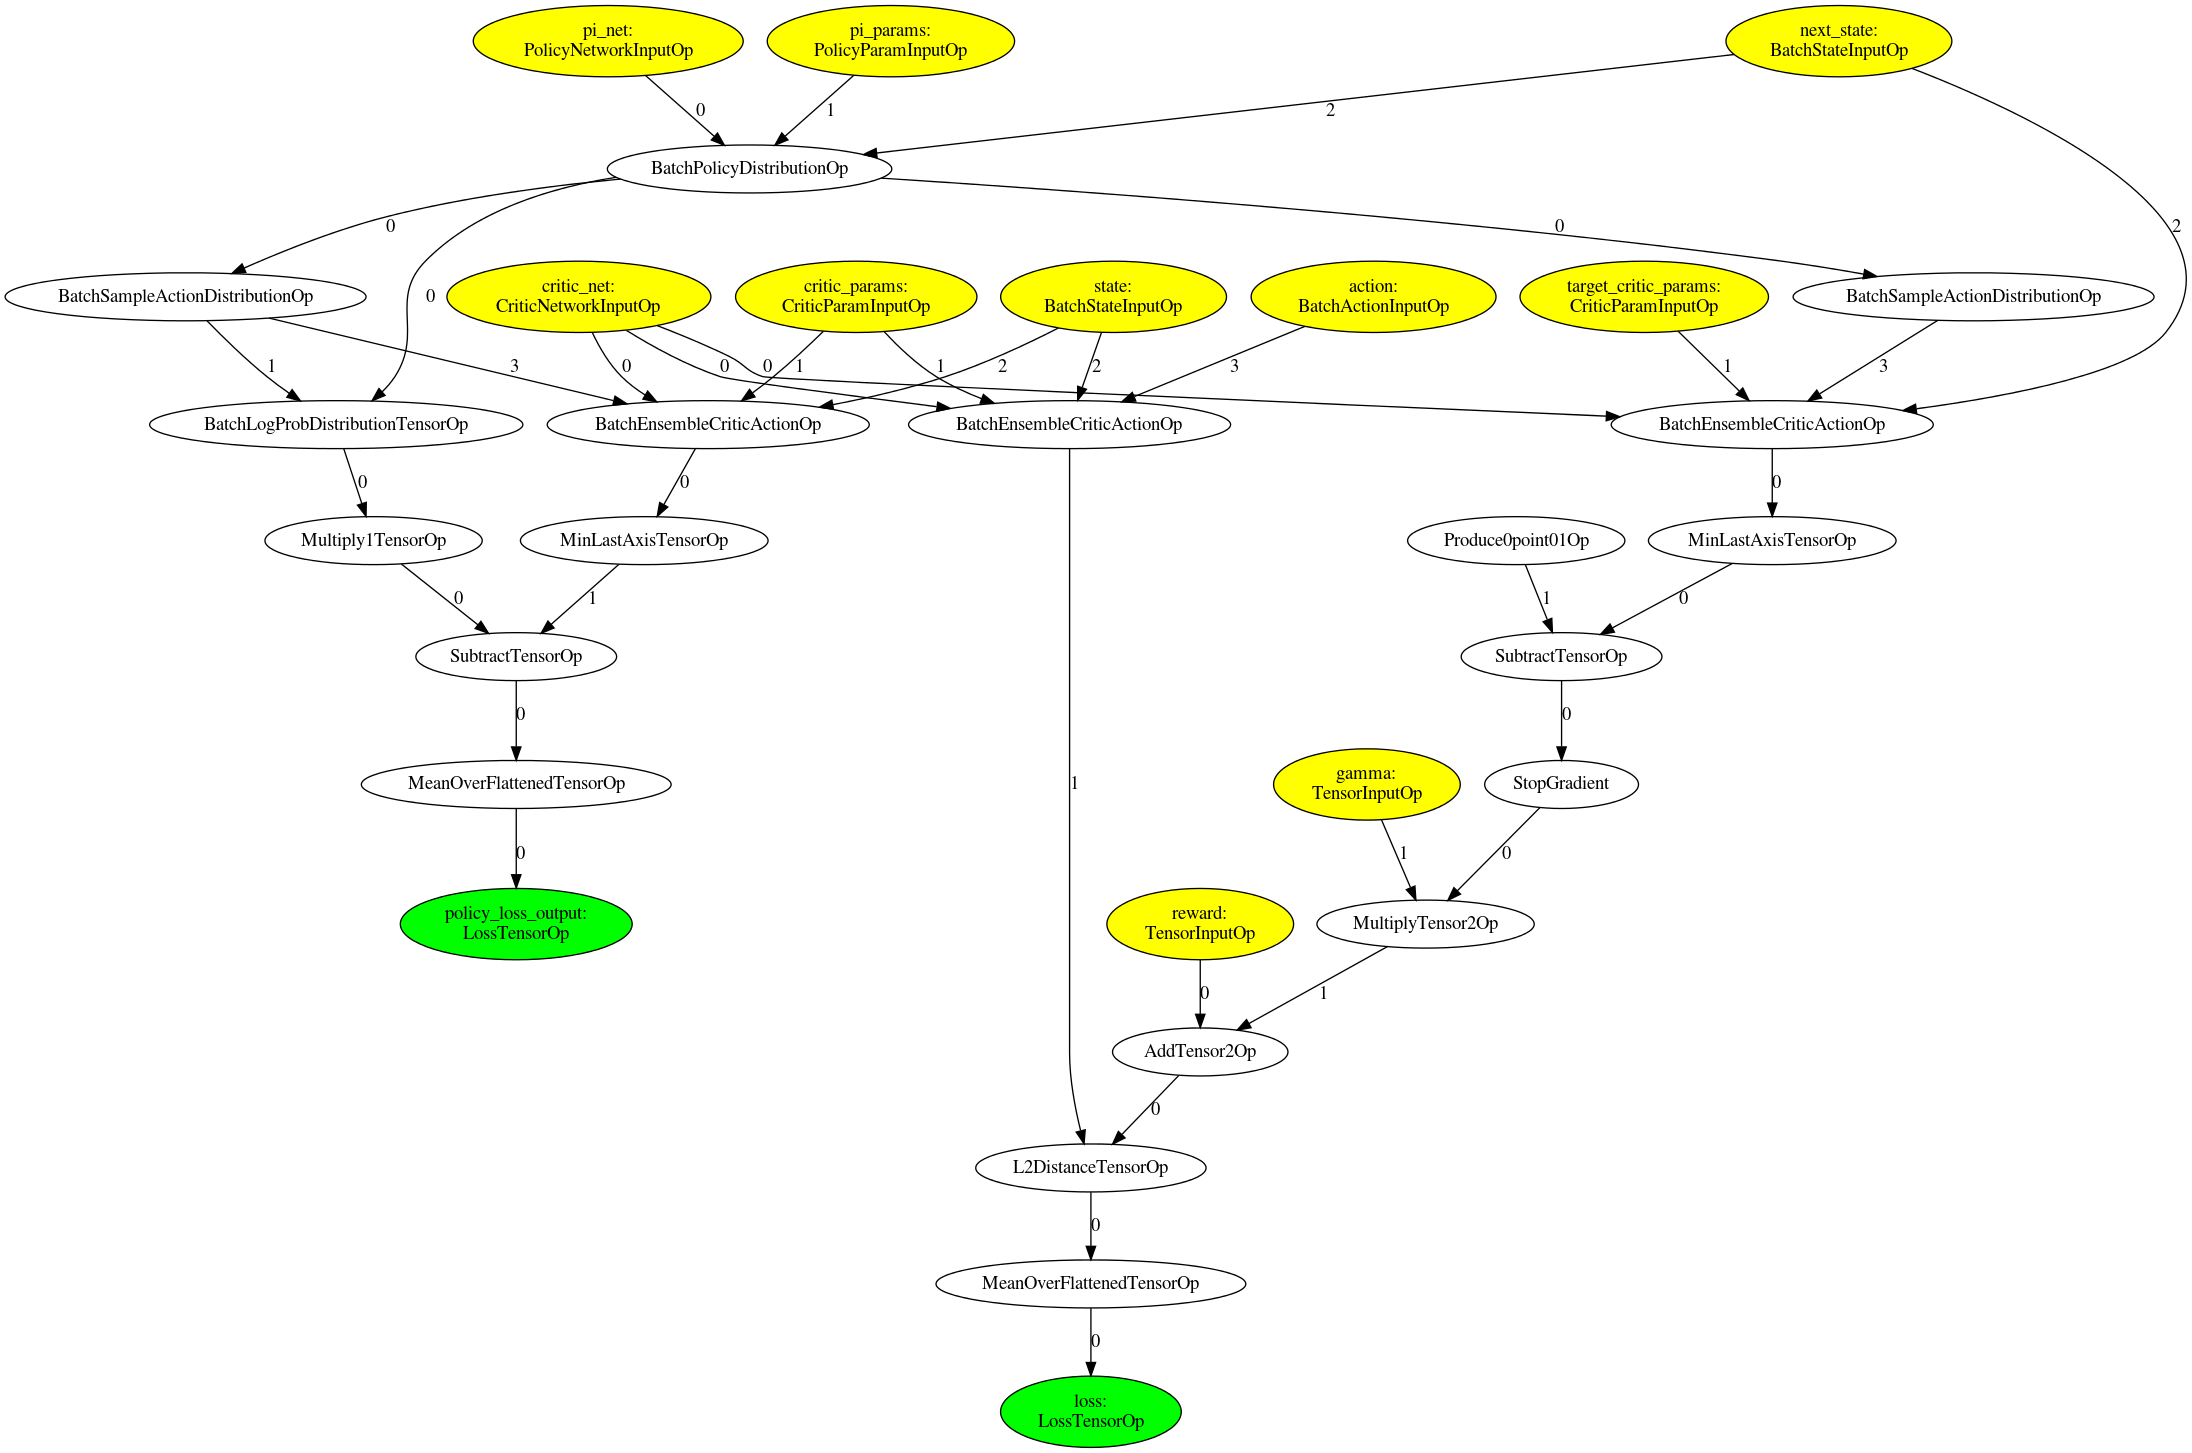 pi_net:
PolicyNetworkInputOp
pi_params:
PolicyParamInputOp
next_state:
BatchStateInputOp
0
1
2
BatchPolicyDistributionOp
0
0
2
BatchSampleActionDistributionOp
0
critic_net:
CriticNetworkInputOp
critic_params:
CriticParamInputOp
state:
BatchStateInputOp
action:
BatchActionInputOp
target_critic_params:
CriticParamInputOp
BatchSampleActionDistributionOp
1
3
0
0
0
1
1
2
2
3
1
3
BatchLogProbDistributionTensorOp
BatchEnsembleCriticActionOp
BatchEnsembleCriticActionOp
BatchEnsembleCriticActionOp
0
0
0
Multiply1TensorOp
MinLastAxisTensorOp
Produce0point01Op
MinLastAxisTensorOp
0
1
1
0
SubtractTensorOp
SubtractTensorOp
0
0
MeanOverFlattenedTensorOp
1
gamma:
TensorInputOp
StopGradient
0
1
0
policy_loss_output:
LossTensorOp
reward:
TensorInputOp
MultiplyTensor2Op
0
1
AddTensor2Op
0
L2DistanceTensorOp
0
MeanOverFlattenedTensorOp
0
loss:
LossTensorOp